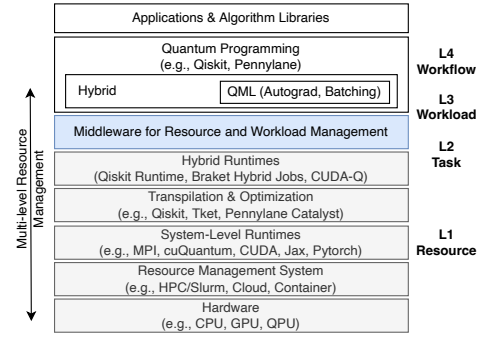 Applications & Algorithm Libraries
Quantum Programming
(e.g., Qiskit, Pennylane)
Hybrid
QML (Autograd, Batching)
Middleware for Resource and Workload Management
Hybrid Runtimes
(Qiskit Runtime, Braket Hybrid Jobs, CUDA-Q)
Transpilation & Optimization
(e.g., Qiskit, Tket, Pennylane Catalyst)
System-Level Runtimes
(e.g., MPI, cuQuantum, CUDA, Jax, Pytorch)
Resource Management System
(e.g., HPC/Slurm, Cloud, Container)
Hardware
(e.g., CPU, GPU, QPU)
Multi-level Resource
Management
L4
Workflow
L3
Workload
L2
Task
L1
Resource